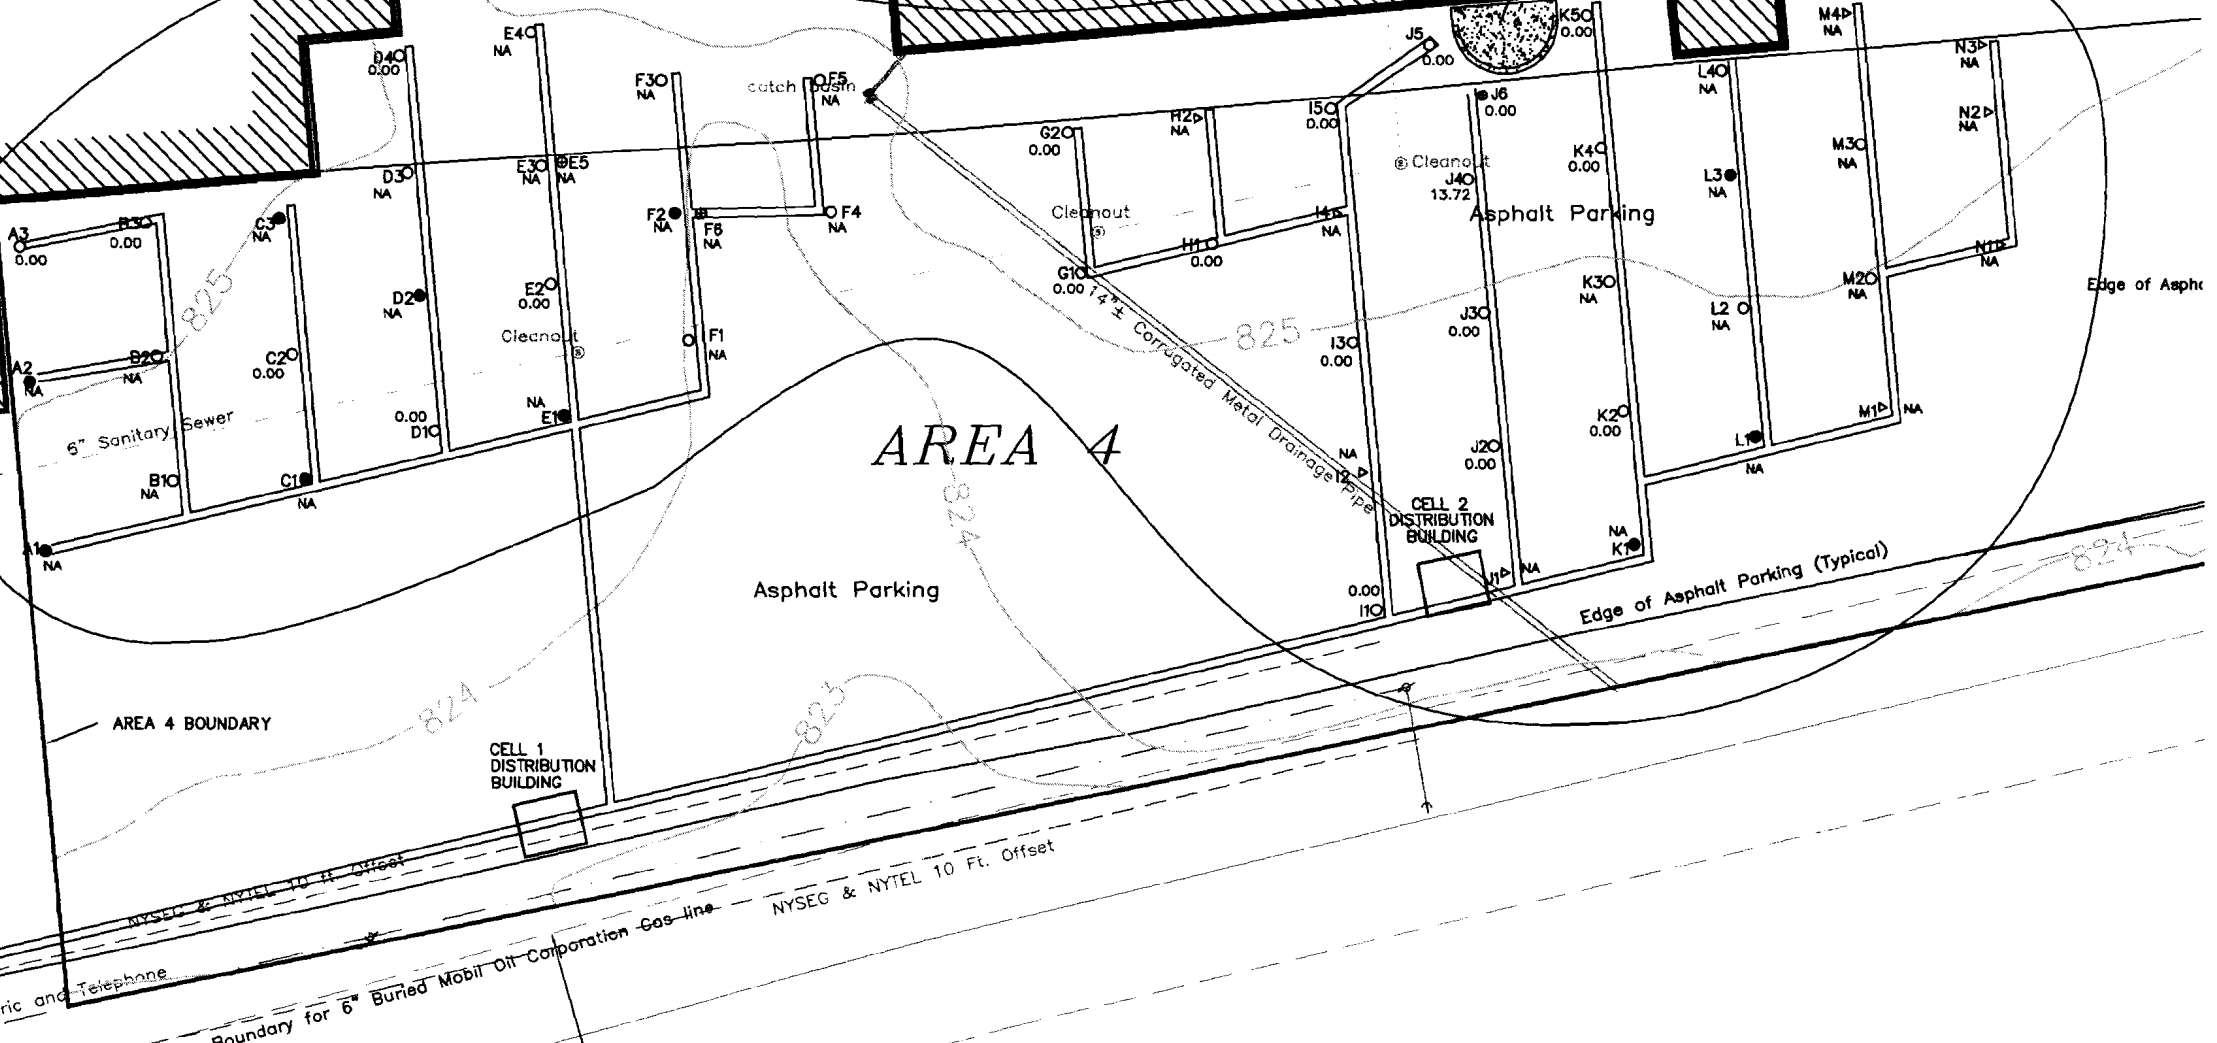 E4
NA
D4
0.00
F3
NA
catch basin
F5
NA
J5
0.00
K5
0.00
M4
NA
N3
NA
L4
NA
G2
0.00
H2
NA
I5
0.00
J6
0.00
N2
NA
D3
NA
E3
NA
E5
NA
K4
0.00
M3
NA
Cleanout
J4
13.72
L3
NA
A3
0.00
B3
0.00
C3
NA
F2
NA
F6
NA
F4
NA
Cleanout
I4
NA
Asphalt Parking
G1
0.00
H1
0.00
N1
NA
825
D2
NA
E2
0.00
14"± Corrugated Metal Drainage Pipe
825
K3
NA
M2
NA
Edge of Aspha
A2
NA
B2
NA
C2
0.00
Cleanout
F1
NA
I3
0.00
J3
0.00
L2
NA
6" Sanitary Sewer
0.00
D1
NA
E1
AREA 4
K2
0.00
M1
NA
B1
NA
C1
NA
824
NA
I2
J2
0.00
L1
NA
A1
NA
CELL 2
DISTRIBUTION
BUILDING
NA
K1
J1
NA
Asphalt Parking
0.00
I1
Edge of Asphalt Parking (Typical)
824
AREA 4 BOUNDARY
824
823
CELL 1
DISTRIBUTION
BUILDING
NYSEG & NYTEL 10 ft. Offset
NYSEG & NYTEL 10 Ft. Offset
ric and Telephone
Boundary for 6" Buried Mobil Oil Corporation Gas line